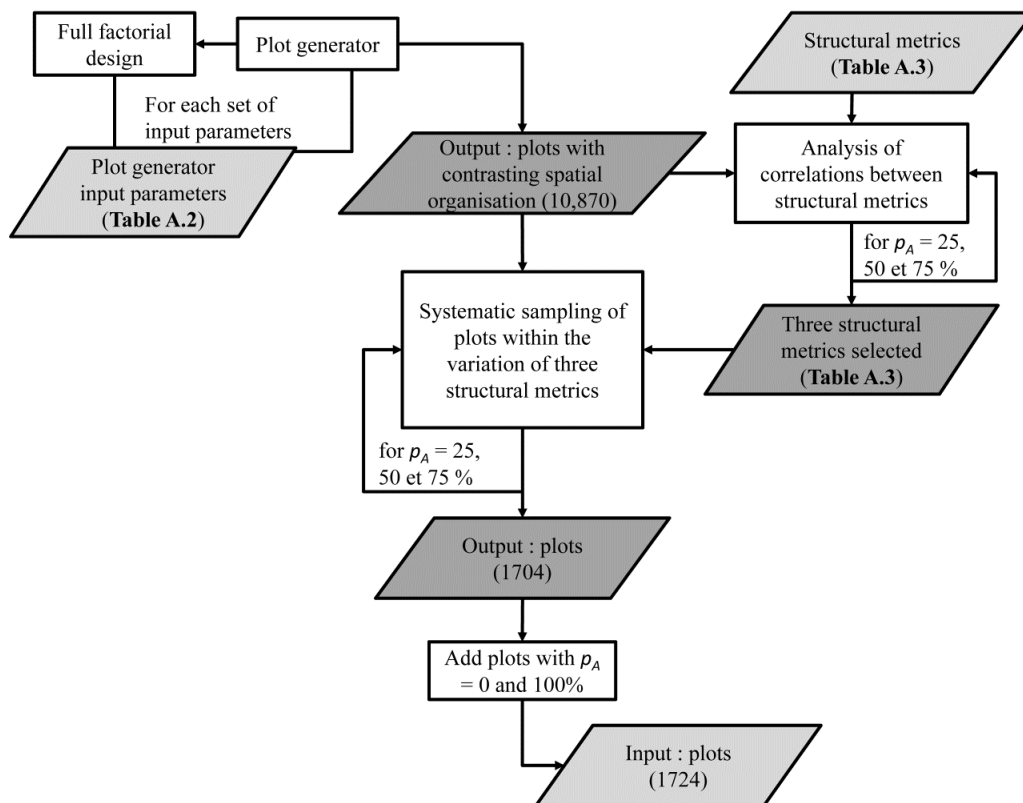 Full factorial
design
Plot generator
For each set of
input parameters
Plot generator
input parameters
(Table A.2)
Structural metrics
(Table A.3)
Output : plots with
contrasting spatial
organisation (10,870)
Analysis of
correlations between
structural metrics
for pA = 25,
50 et 75 %
Systematic sampling of
plots within the
variation of three
structural metrics
Three structural
metrics selected
(Table A.3)
for pA = 25,
50 et 75 %
Output : plots
(1704)
Add plots with pA
= 0 and 100%
Input : plots
(1724)